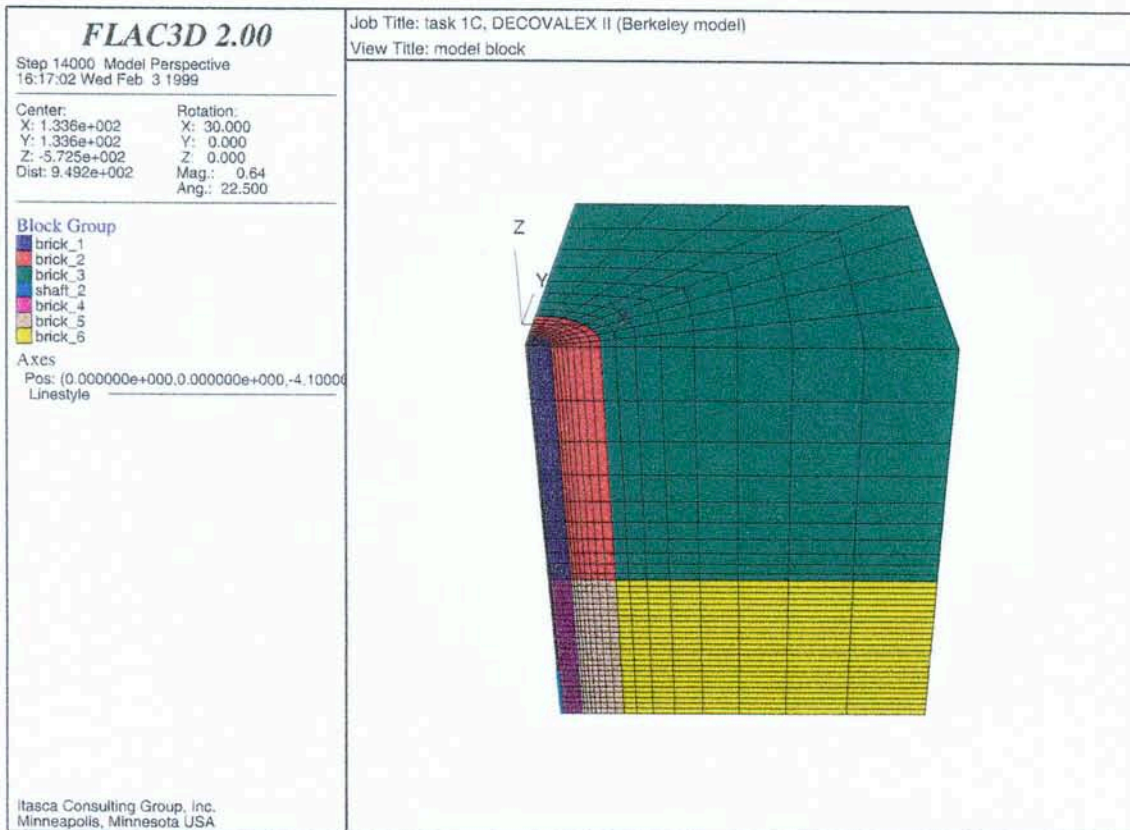 FLAC3D 2.00
Step 14000 Model Perspective
16:17:02 Wed Feb 3 1999
Center:
X: 1.336e+002
Y: 1.336e+002
Z: -5.725e+002
Dist: 9.492e+002
Rotation:
X: 30.000
Y: 0.000
Z: 0.000
Mag.: 0.64
Ang.: 22.500
Block Group
brick_1
brick_2
brick_3
shaft_2
brick_4
brick_5
brick_6
Axes
Pos: (0.000000e+000,0.000000e+000,-4.10000
Linestyle
Itasca Consulting Group, Inc.
Minneapolis, Minnesota USA
Job Title: task 1C, DECOVALEX II (Berkeley model)
View Title: model block
Z
Y